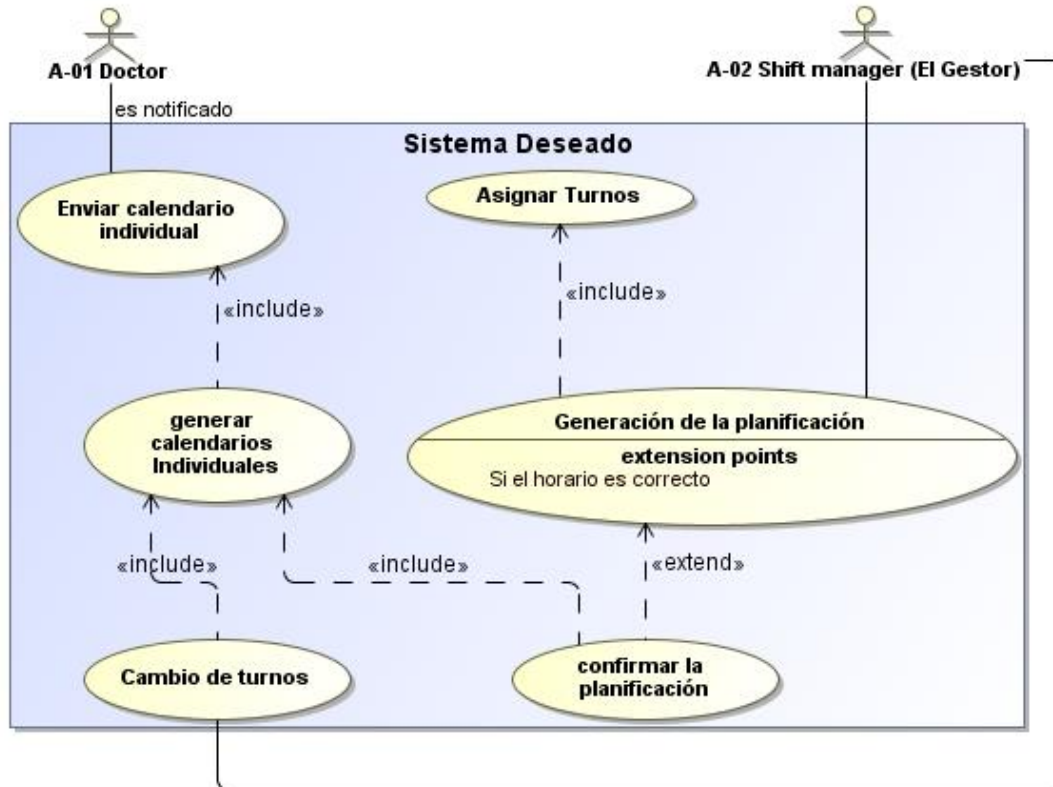 A-01 Doctor
A-02 Shift manager (El Gestor)
es notificado
Sistema Deseado
Enviar calendario
individual
Asignar Turnos
«include»
«include»
generar
calendarios
Individuales
Generación de la planificación
extension points
Si el horario es correcto
«include»
«include»
«extend»
Cambio de turnos
confirmar la
planificación